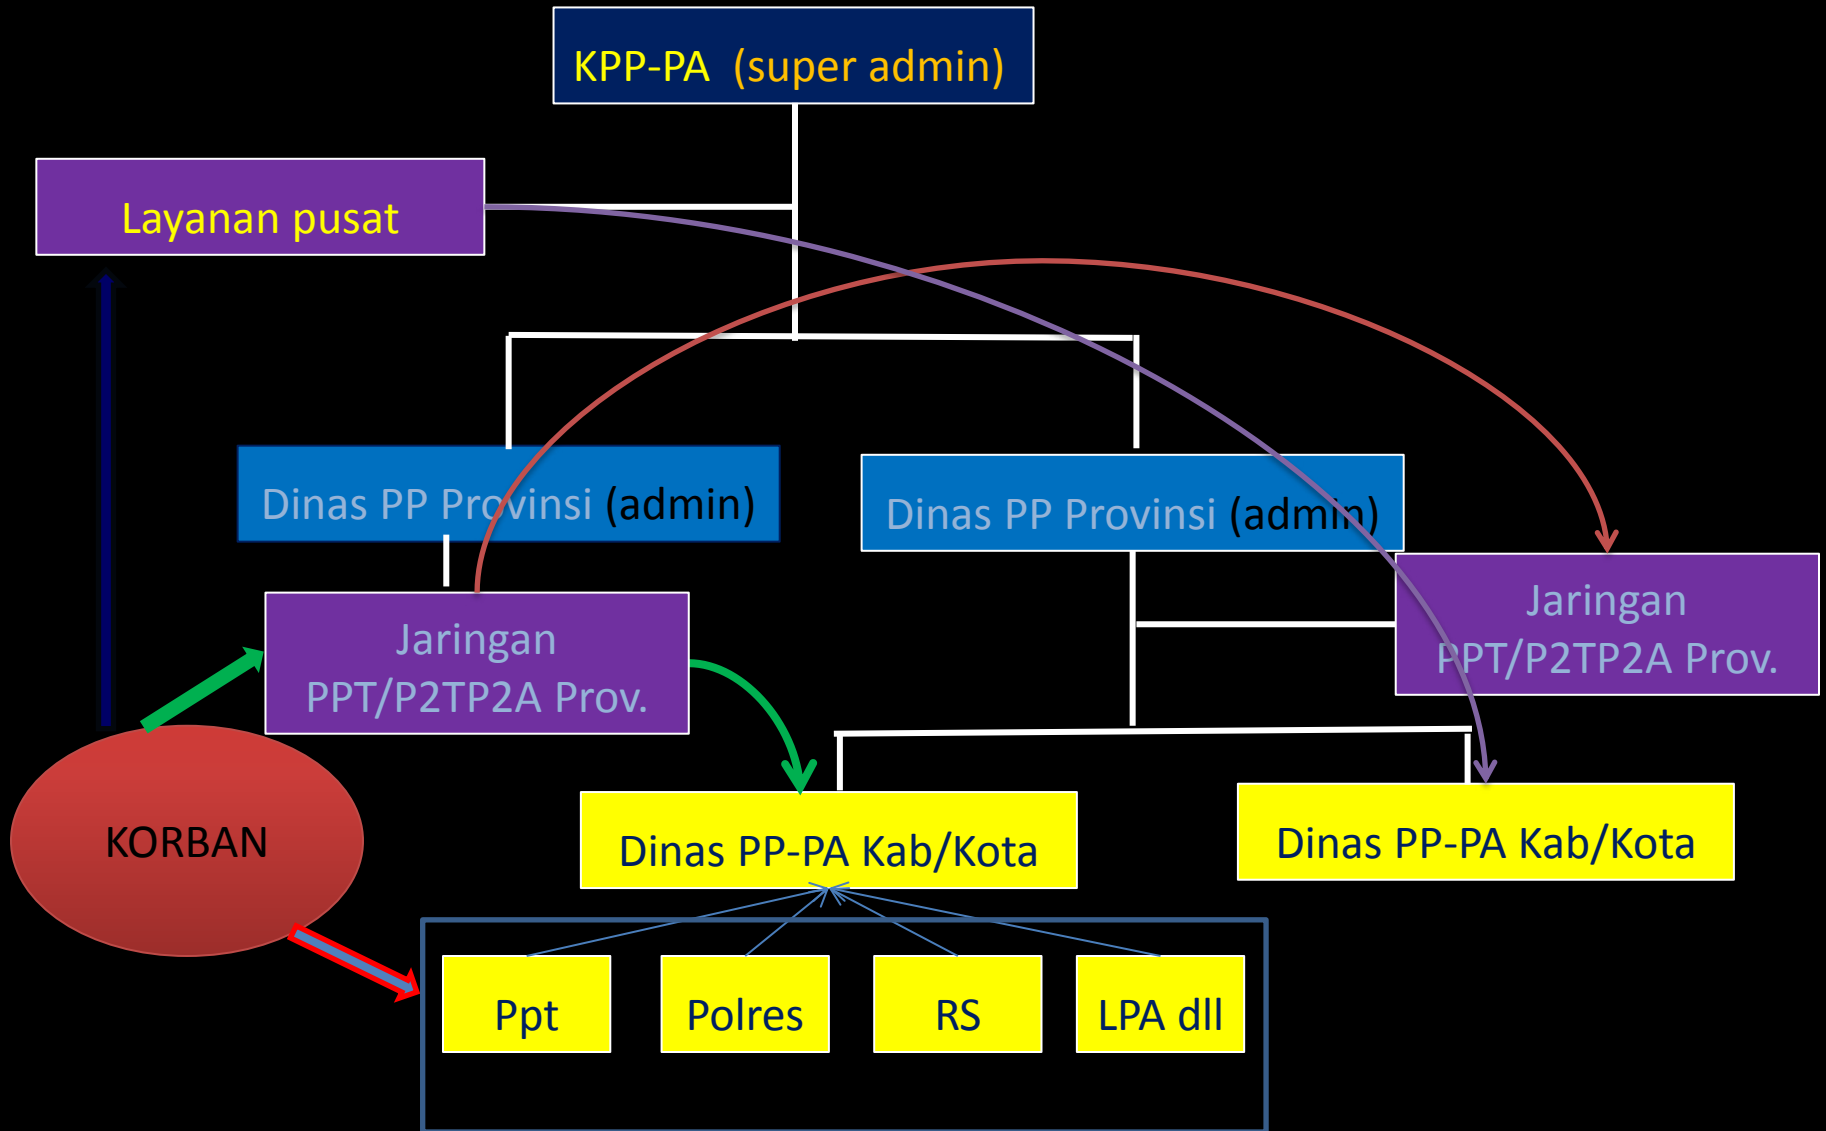 KPP-PA (super admin)
Layanan pusat
Dinas PP Provinsi (admin)
Dinas PP Provinsi (admin)
Jaringan
PPT/P2TP2A Prov.
Jaringan
PPT/P2TP2A Prov.
KORBAN
Dinas PP-PA Kab/Kota
Dinas PP-PA Kab/Kota
Ppt
Polres
RS
LPA dll